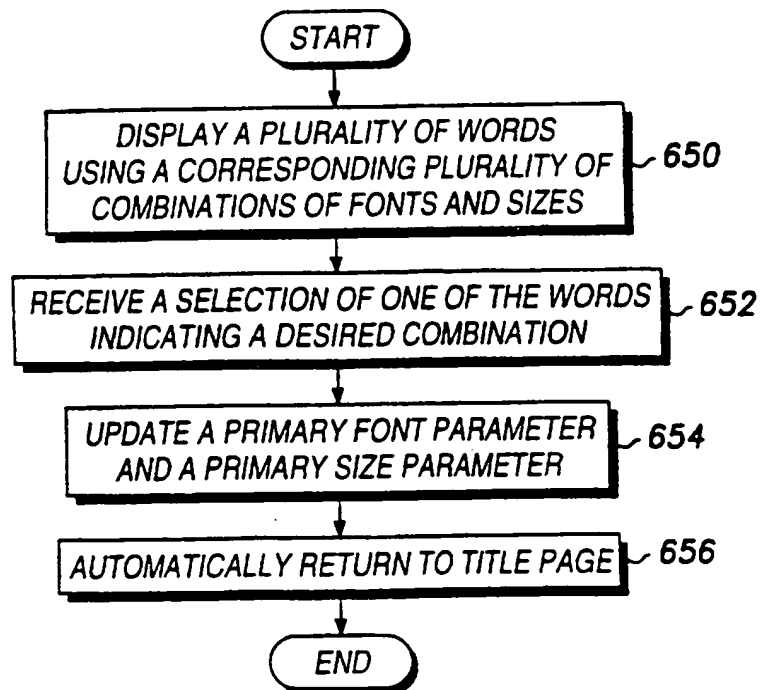 START
DISPLAY A PLURALITY OF WORDS
USING A CORRESPONDING PLURALITY OF
COMBINATIONS OF FONTS AND SIZES
650
RECEIVE A SELECTION OF ONE OF THE WORDS
INDICATING A DESIRED COMBINATION
652
UPDATE A PRIMARY FONT PARAMETER
AND A PRIMARY SIZE PARAMETER
654
AUTOMATICALLY RETURN TO TITLE PAGE
656
END